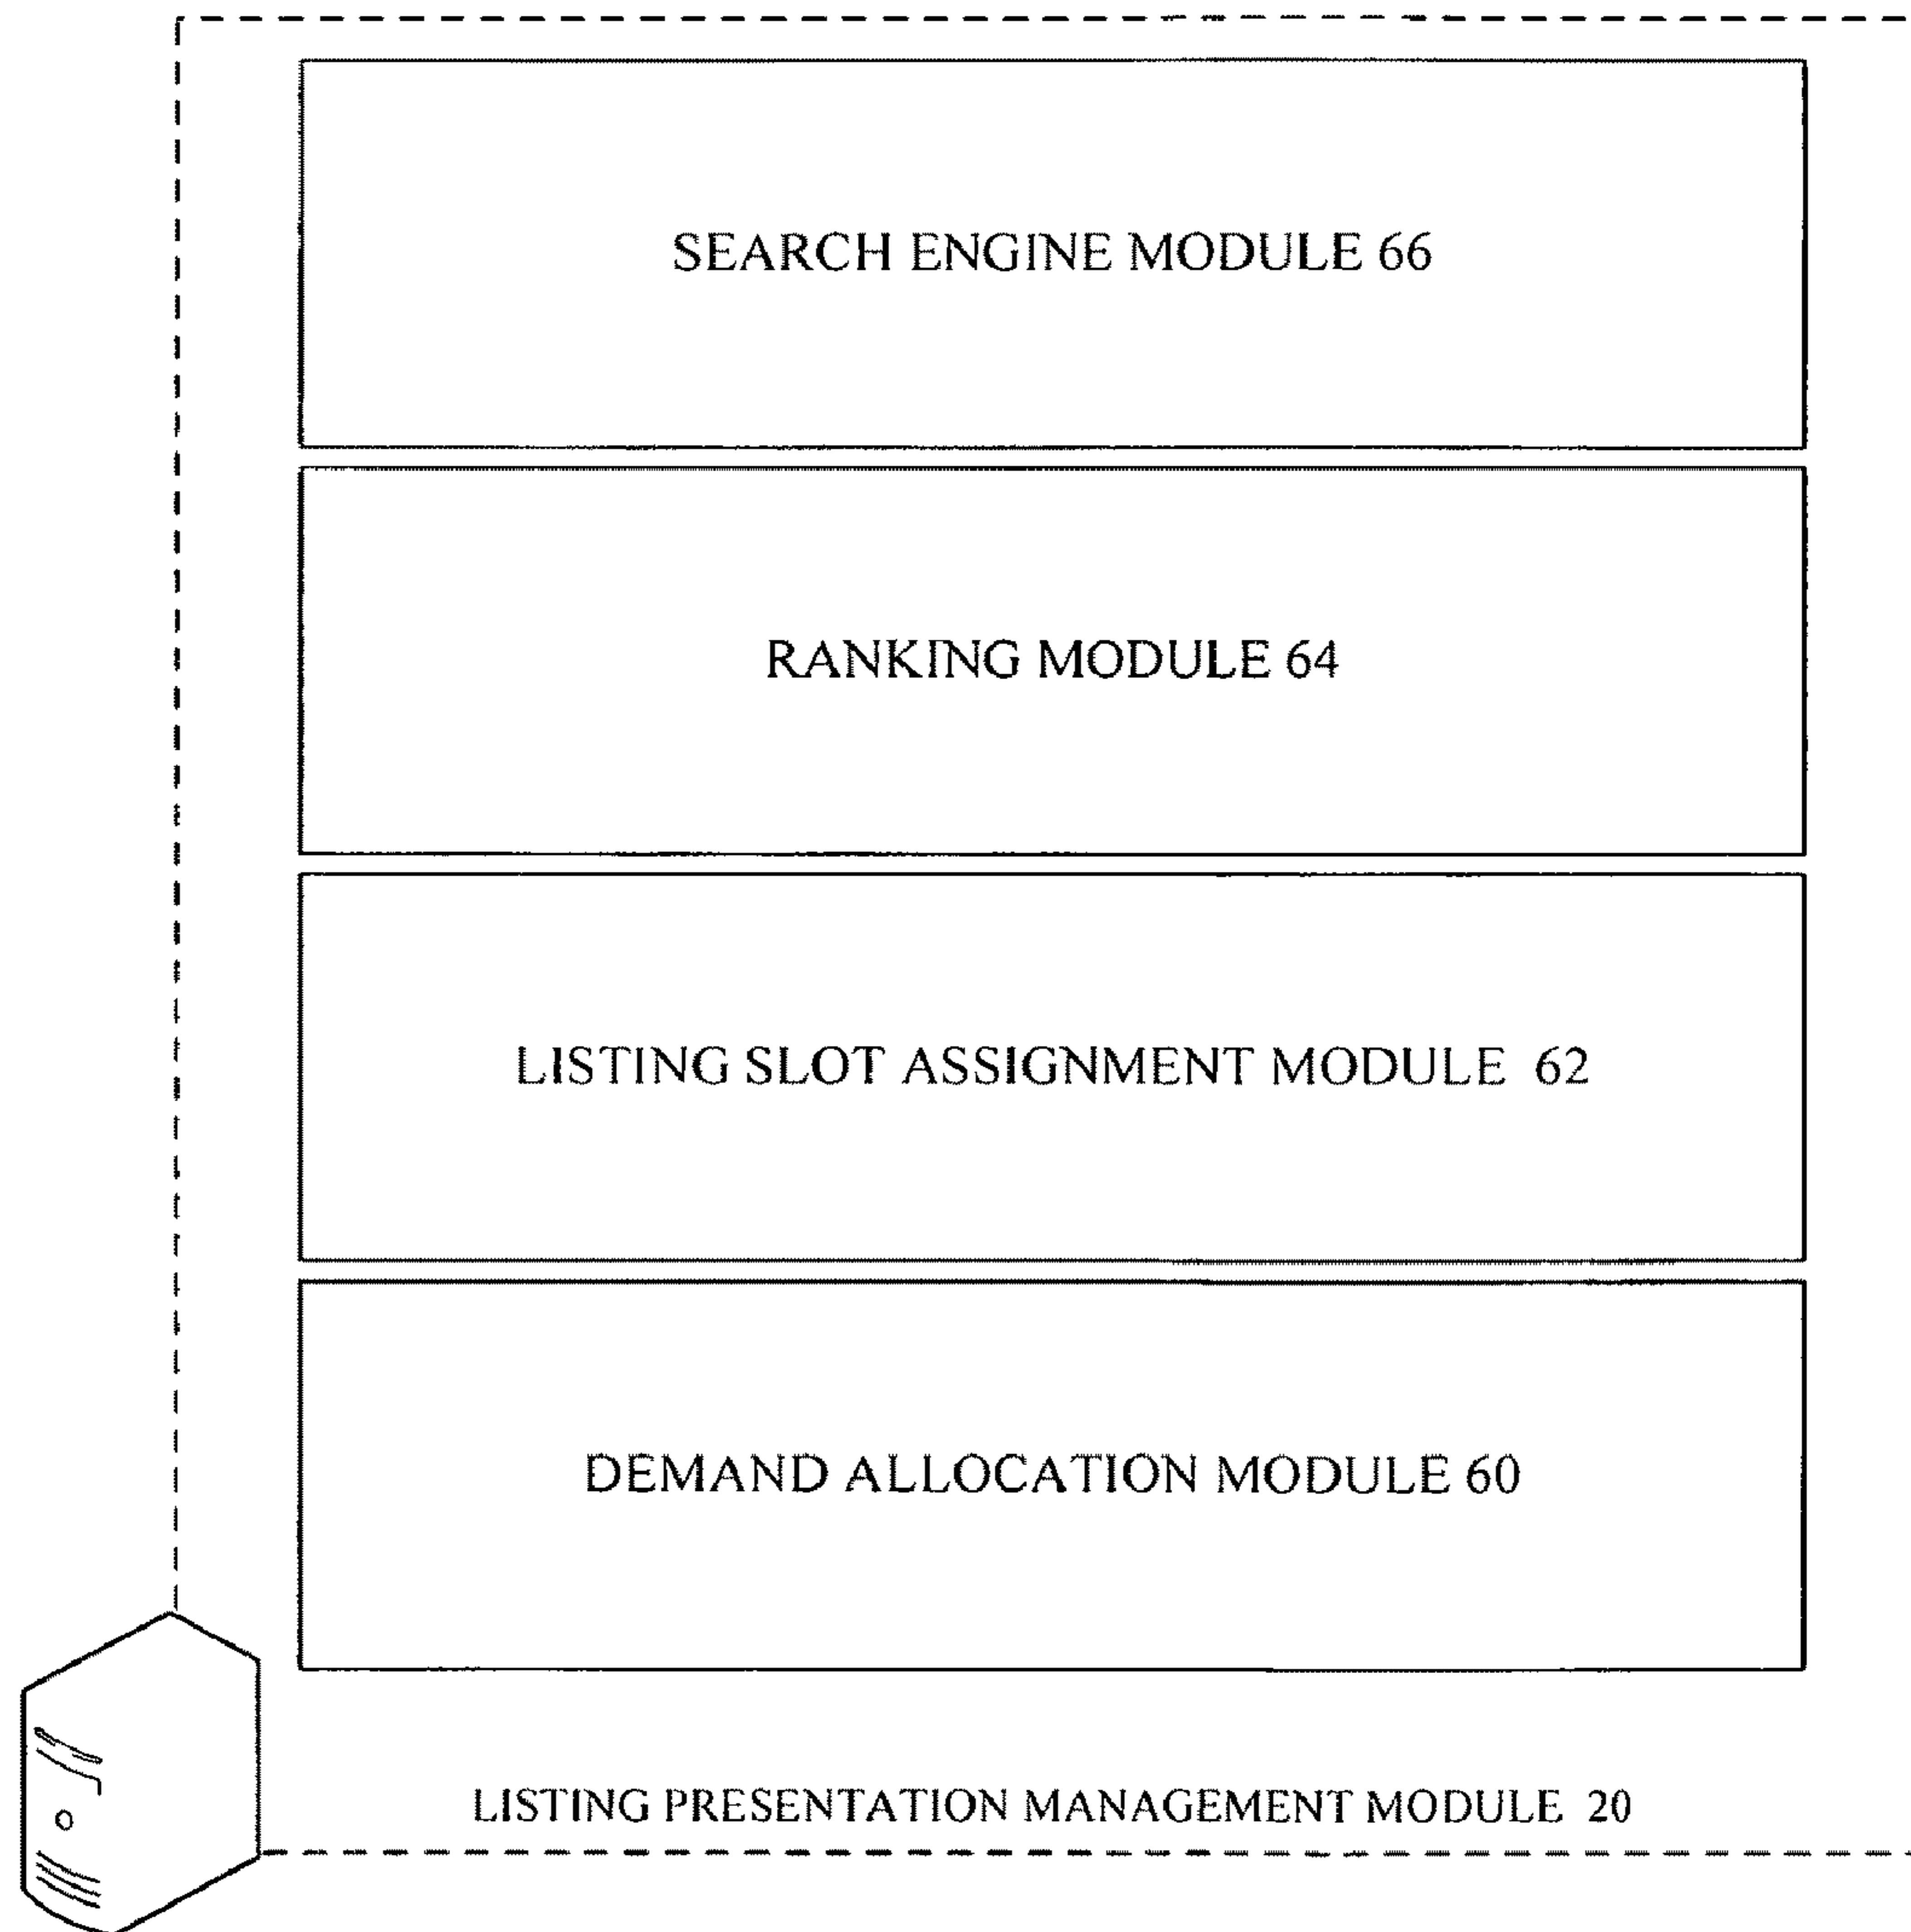 SEARCH ENGINE MODULE 66
RANKING MODULE 64
LISTING SLOT ASSIGNMENT MODULE 62
DEMAND ALLOCATION MODULE 60
LISTING PRESENTATION MANAGEMENT MODULE 20